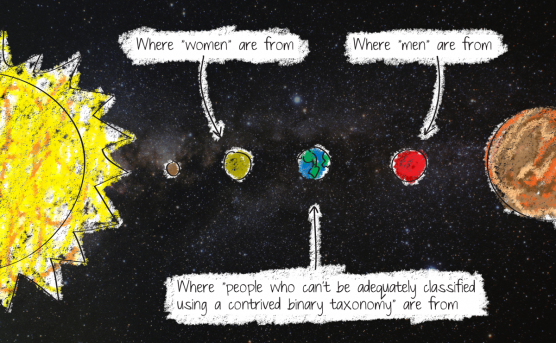 Where "women" are from
Where "men" are from
Where "people who can't be adequately classified
using a contrived binary taxonomy" are from